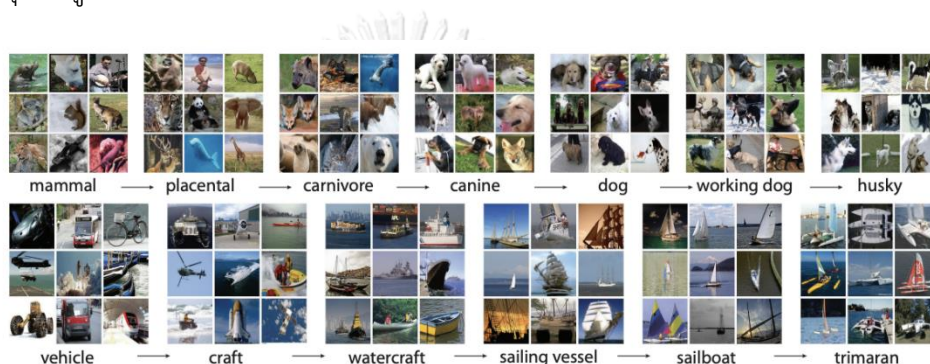 mammal → placental → carnivore → canine → dog → working dog → husky
vehicle → craft → watercraft → sailing vessel → sailboat → trimaran